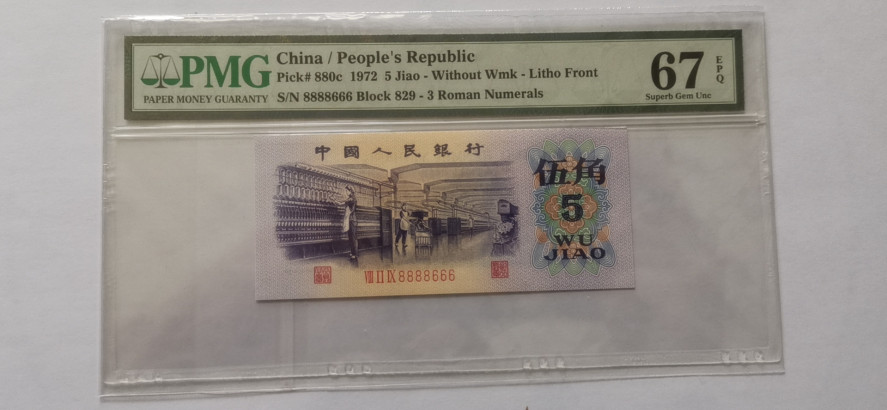 PMG
PAPER MONEY GUARANTY
China / People's Republic
Pick# 880c 1972 5 Jiao - Without Wmk - Litho Front
S/N 8888666 Block 829 - 3 Roman Numerals
67 EPQ
Superb Gem Unc
中國人民銀行
伍角
5
WU
JIAO
VIII II IX 8888666